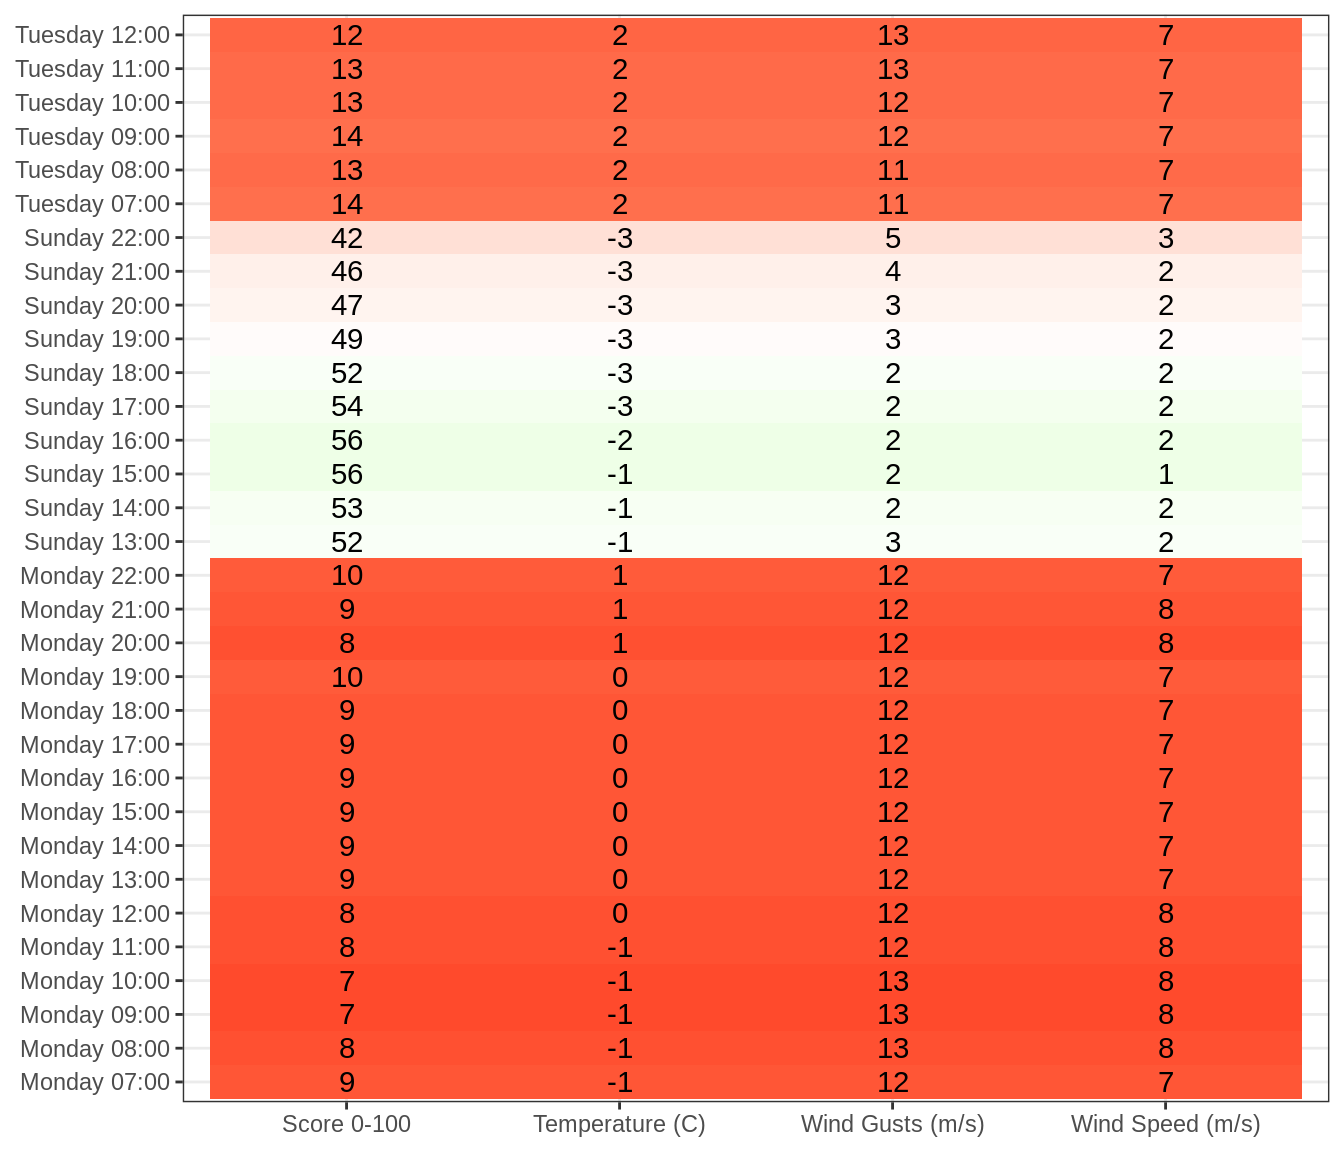 Tuesday 12:00 12 2 13 7
Tuesday 11:00 13 2 13 7
Tuesday 10:00 13 2 12 7
Tuesday 09:00 14 2 12 7
Tuesday 08:00 13 2 11 7
Tuesday 07:00 14 2 11 7
Sunday 22:00 42 -3 5 3
Sunday 21:00 46 -3 4 2
Sunday 20:00 47 -3 3 2
Sunday 19:00 49 -3 3 2
Sunday 18:00 52 -3 2 2
Sunday 17:00 54 -3 2 2
Sunday 16:00 56 -2 2 2
Sunday 15:00 56 -1 2 1
Sunday 14:00 53 -1 2 2
Sunday 13:00 52 -1 3 2
Monday 22:00 10 1 12 7
Monday 21:00 9 1 12 8
Monday 20:00 8 1 12 8
Monday 19:00 10 0 12 7
Monday 18:00 9 0 12 7
Monday 17:00 9 0 12 7
Monday 16:00 9 0 12 7
Monday 15:00 9 0 12 7
Monday 14:00 9 0 12 7
Monday 13:00 9 0 12 7
Monday 12:00 8 0 12 8
Monday 11:00 8 -1 12 8
Monday 10:00 7 -1 13 8
Monday 09:00 7 -1 13 8
Monday 08:00 8 -1 13 8
Monday 07:00 9 -1 12 7
Score 0-100 Temperature (C) Wind Gusts (m/s) Wind Speed (m/s)